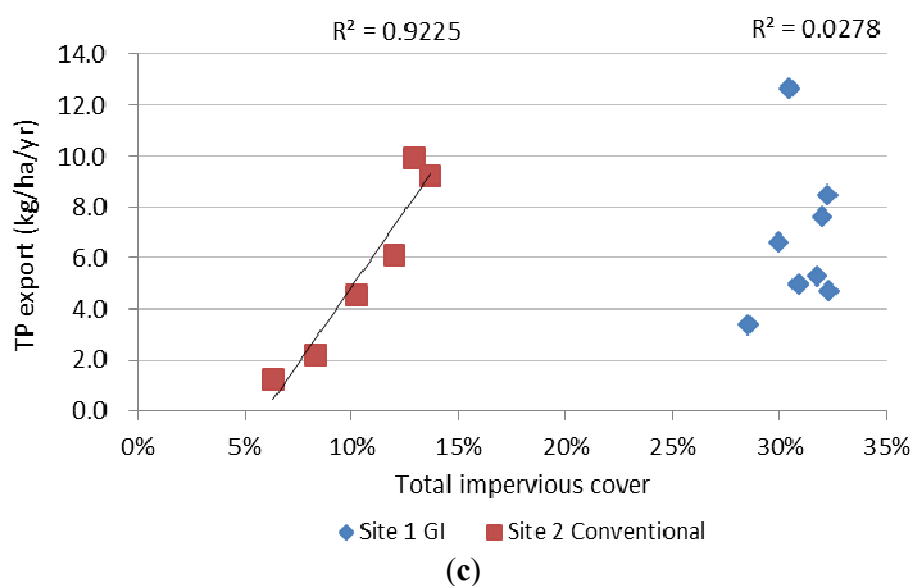 R² = 0.9225
R² = 0.0278
14.0
12.0
10.0
8.0
6.0
4.0
2.0
0.0
TP export (kg/ha/yr)
0% 5% 10% 15% 20% 25% 30% 35%
Total impervious cover
Site 1 GI Site 2 Conventional
(c)